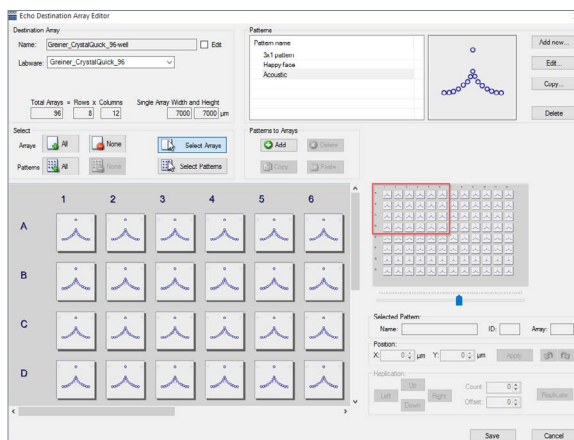 Echo Destination Array Editor
Destination Array
Name: Greiner_CrystalQuick_96-well Edit
Labware: Greiner_CrystalQuick_96
Total Arrays = Rows x Columns Single Array Width and Height
96 8 12 7000 7000 µm
Patterns
Pattern name
3x1 pattern
Happy face
Acoustic
Add new...
Edit...
Copy...
Delete
Select
Arrays All None Select Arrays
Patterns All None Select Patterns
Patterns to Arrays
Add Delete
Copy Paste
1 2 3 4 5 6
A
B
C
D
Selected Pattern:
Name: ID: Array:
Position:
X: 0 µm Y: 0 µm Apply
Replication:
Up
Left Right
Down
Count: 0
Offset: 0
Replicate
Save Cancel